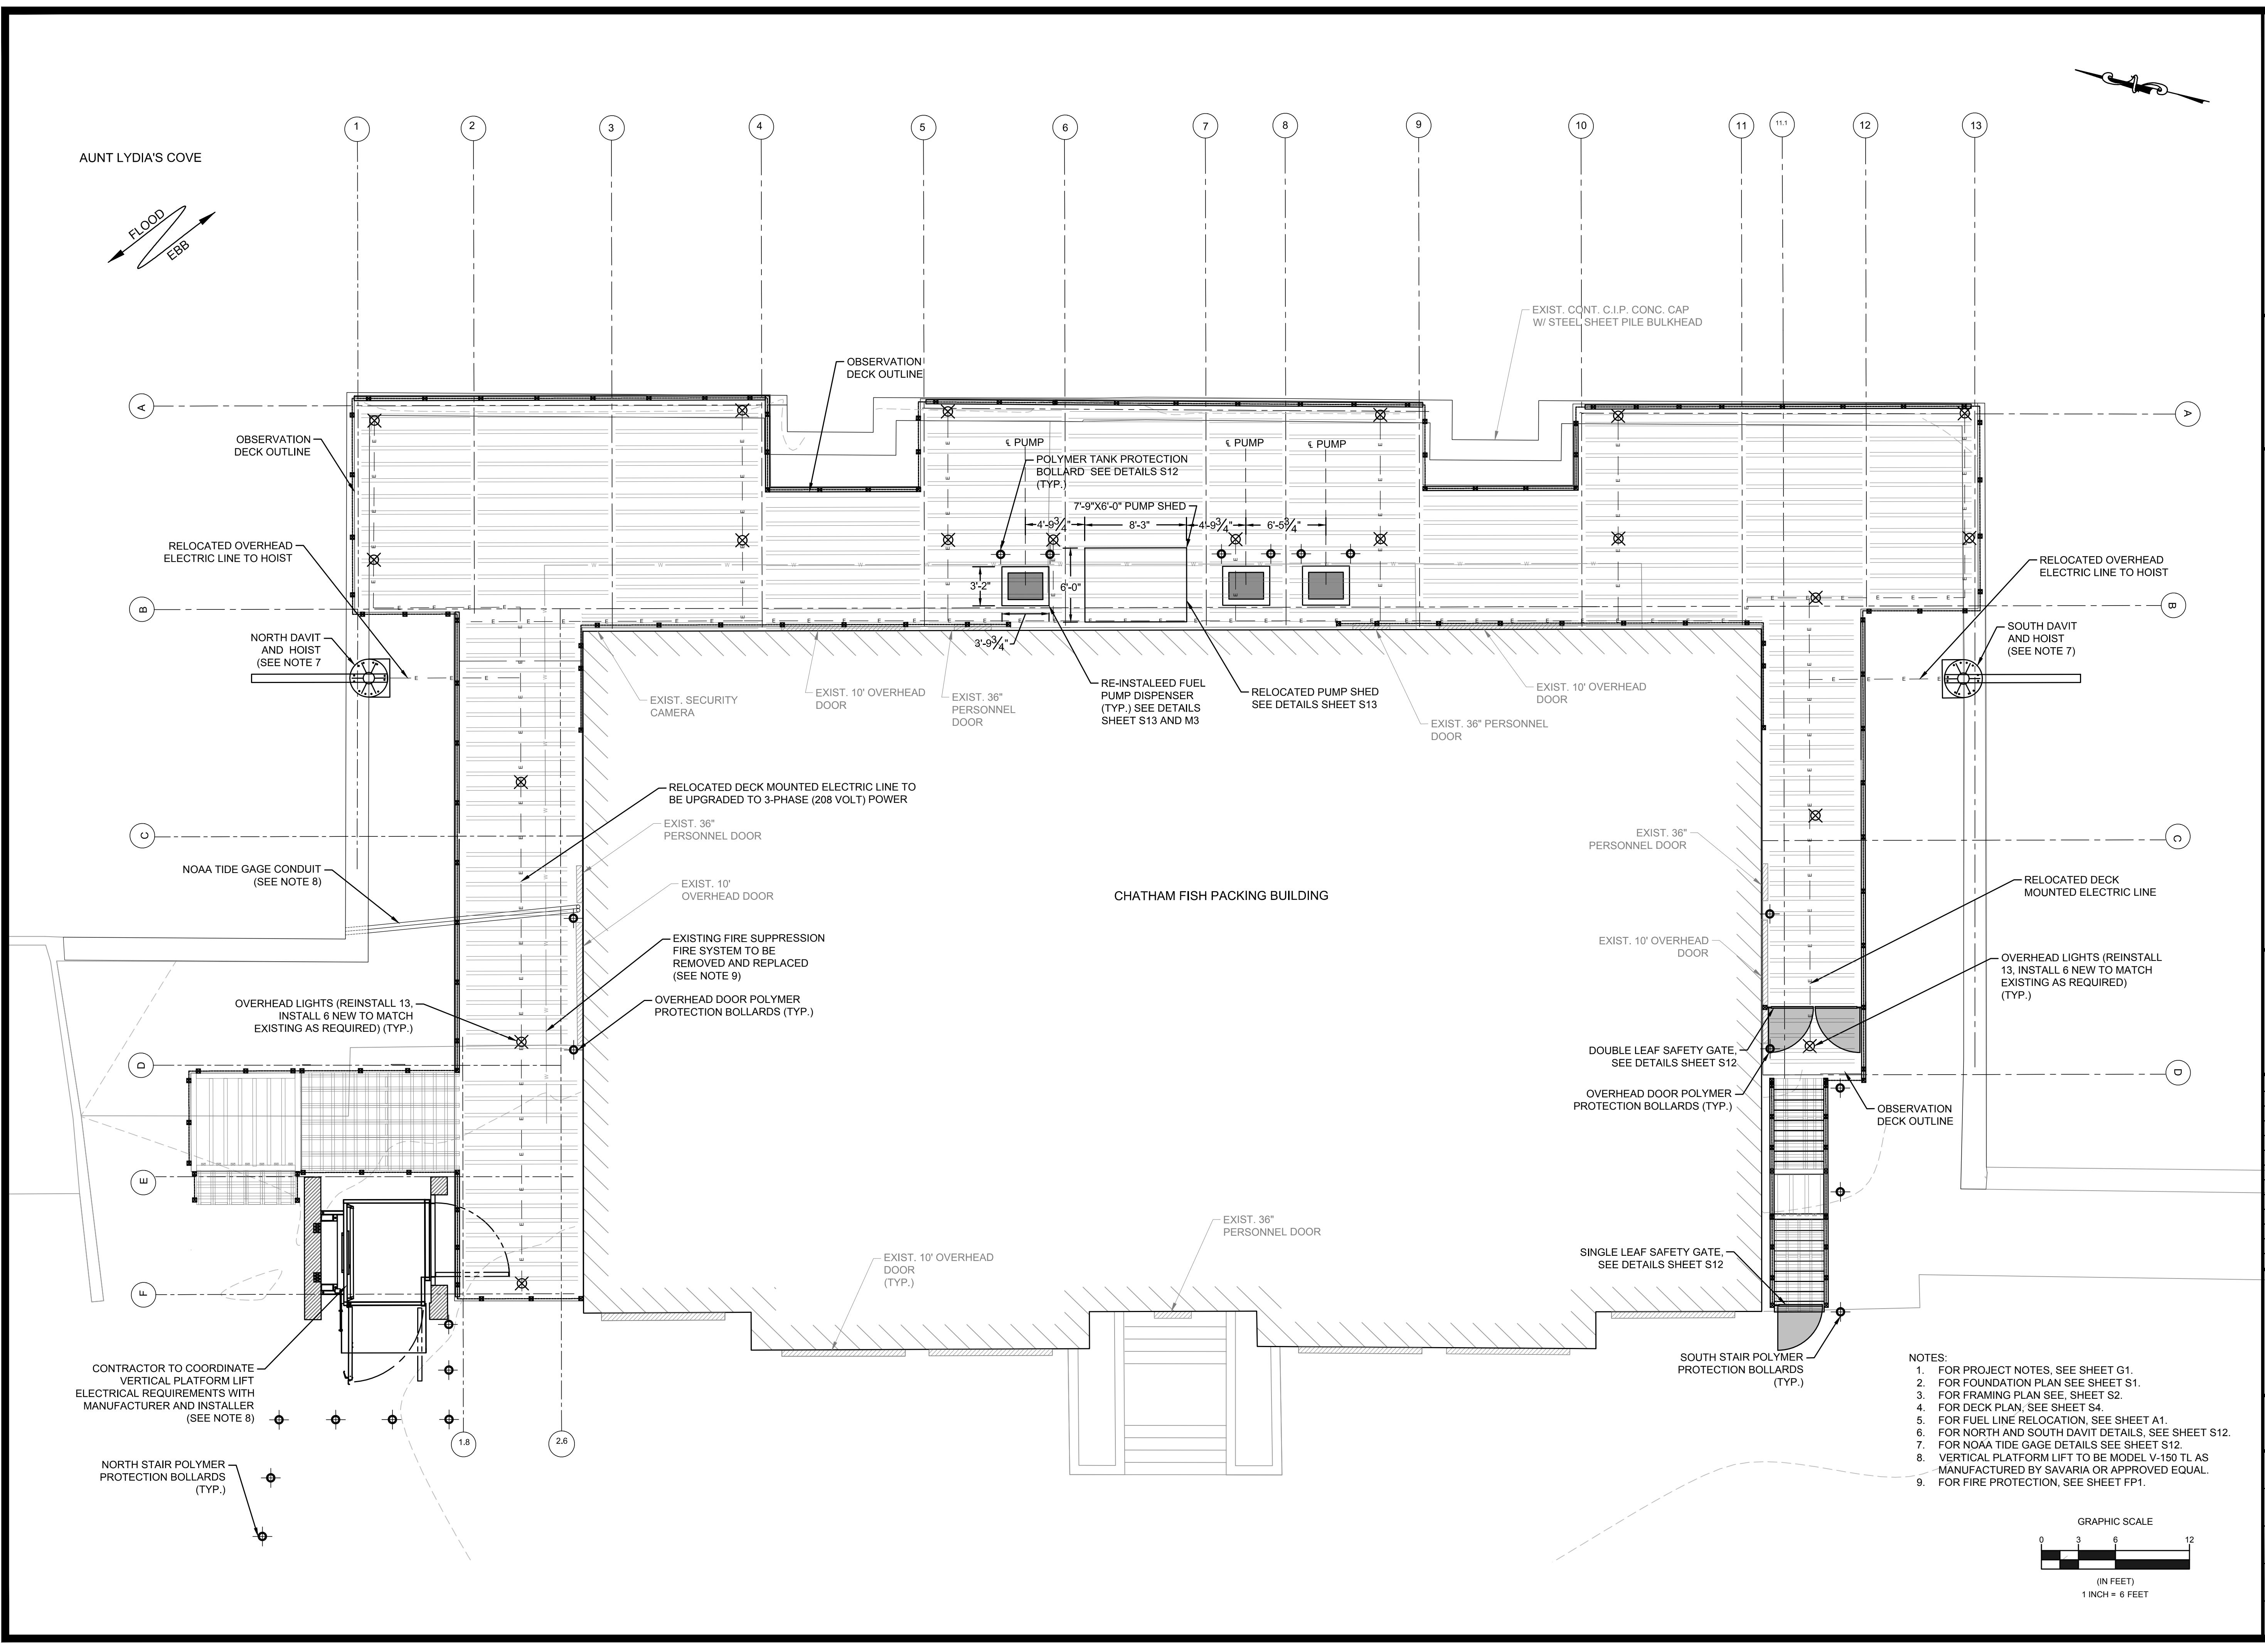 1
2
3
4
5
6
7
8
9
10
11
11.1
12
13
AUNT LYDIA'S COVE
FLOOD
EBB
EXIST. CONT. C.I.P. CONC. CAP
W/ STEEL SHEET PILE BULKHEAD
OBSERVATION
DECK OUTLINE
A
A
OBSERVATION
DECK OUTLINE
℄ PUMP
℄ PUMP
℄ PUMP
POLYMER TANK PROTECTION
BOLLARD SEE DETAILS S12
(TYP.)
7'-9"X6'-0" PUMP SHED
4'-9 3/4"
8'-3"
4'-9 3/4"
6'-5 3/4"
RELOCATED OVERHEAD
ELECTRIC LINE TO HOIST
3'-2"
6'-0"
3'-9 3/4"
RELOCATED OVERHEAD
ELECTRIC LINE TO HOIST
B
B
NORTH DAVIT
AND HOIST
(SEE NOTE 7
SOUTH DAVIT
AND HOIST
(SEE NOTE 7)
EXIST. SECURITY
CAMERA
EXIST. 10' OVERHEAD
DOOR
EXIST. 36"
PERSONNEL
DOOR
RE-INSTALEED FUEL
PUMP DISPENSER
(TYP.) SEE DETAILS
SHEET S13 AND M3
RELOCATED PUMP SHED
SEE DETAILS SHEET S13
EXIST. 36" PERSONNEL
DOOR
EXIST. 10' OVERHEAD
DOOR
RELOCATED DECK MOUNTED ELECTRIC LINE TO
BE UPGRADED TO 3-PHASE (208 VOLT) POWER
EXIST. 36"
PERSONNEL DOOR
EXIST. 36"
PERSONNEL DOOR
C
C
NOAA TIDE GAGE CONDUIT
(SEE NOTE 8)
EXIST. 10'
OVERHEAD DOOR
CHATHAM FISH PACKING BUILDING
RELOCATED DECK
MOUNTED ELECTRIC LINE
EXISTING FIRE SUPPRESSION
FIRE SYSTEM TO BE
REMOVED AND REPLACED
(SEE NOTE 9)
EXIST. 10' OVERHEAD
DOOR
OVERHEAD LIGHTS (REINSTALL
13, INSTALL 6 NEW TO MATCH
EXISTING AS REQUIRED)
(TYP.)
OVERHEAD LIGHTS (REINSTALL 13,
INSTALL 6 NEW TO MATCH
EXISTING AS REQUIRED) (TYP.)
OVERHEAD DOOR POLYMER
PROTECTION BOLLARDS (TYP.)
DOUBLE LEAF SAFETY GATE,
SEE DETAILS SHEET S12
D
D
OVERHEAD DOOR POLYMER
PROTECTION BOLLARDS (TYP.)
OBSERVATION
DECK OUTLINE
E
EXIST. 36"
PERSONNEL DOOR
EXIST. 10' OVERHEAD
DOOR
(TYP.)
SINGLE LEAF SAFETY GATE,
SEE DETAILS SHEET S12
F
CONTRACTOR TO COORDINATE
VERTICAL PLATFORM LIFT
ELECTRICAL REQUIREMENTS WITH
MANUFACTURER AND INSTALLER
(SEE NOTE 8)
SOUTH STAIR POLYMER
PROTECTION BOLLARDS
(TYP.)
1.8
2.6
NORTH STAIR POLYMER
PROTECTION BOLLARDS
(TYP.)
NOTES:
1. FOR PROJECT NOTES, SEE SHEET G1.
2. FOR FOUNDATION PLAN SEE SHEET S1.
3. FOR FRAMING PLAN SEE, SHEET S2.
4. FOR DECK PLAN, SEE SHEET S4.
5. FOR FUEL LINE RELOCATION, SEE SHEET A1.
6. FOR NORTH AND SOUTH DAVIT DETAILS, SEE SHEET S12.
7. FOR NOAA TIDE GAGE DETAILS SEE SHEET S12.
8. VERTICAL PLATFORM LIFT TO BE MODEL V-150 TL AS
MANUFACTURED BY SAVARIA OR APPROVED EQUAL.
9. FOR FIRE PROTECTION, SEE SHEET FP1.
GRAPHIC SCALE
0 3 6 12
(IN FEET)
1 INCH = 6 FEET